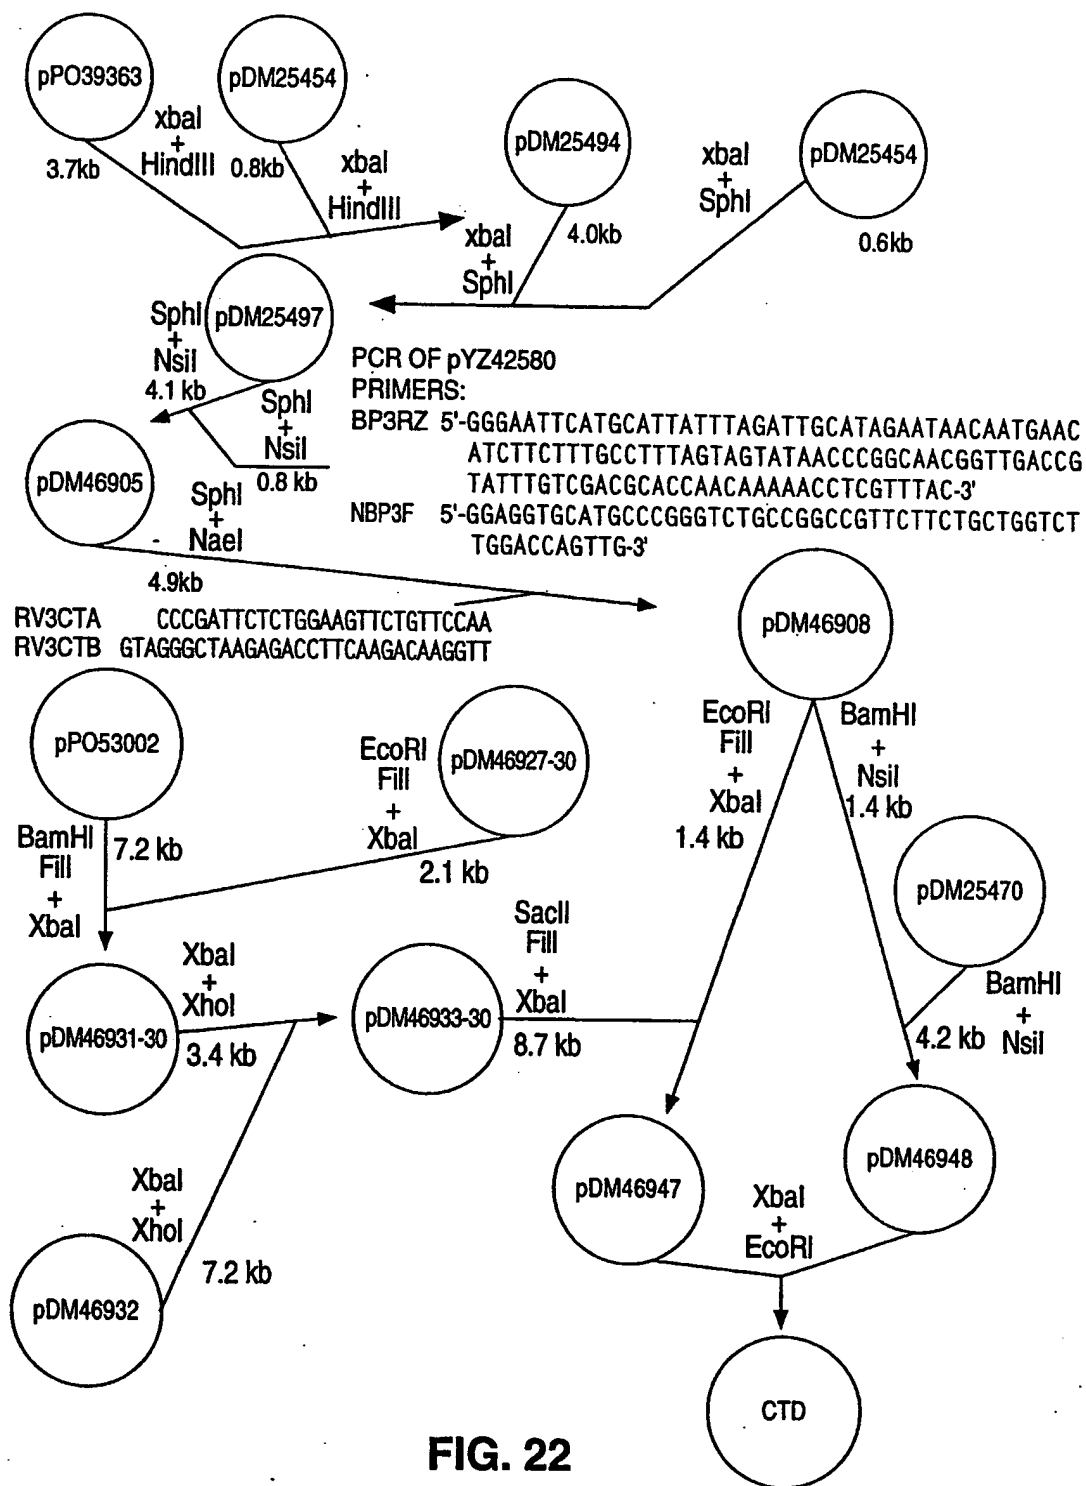 pPO39363
pDM25454
xbaI
+
HindIII
3.7kb
0.8kb
xbaI
+
HindIII
pDM25494
xbaI
+
SphI
pDM25454
4.0kb
0.6kb
xbaI
+
SphI
pDM25497
SphI
+
NsiI
4.1 kb
SphI
+
NsiI
0.8 kb
PCR OF pYZ42580
PRIMERS:
BP3RZ 5'-GGGAATTCATGCATTATTTAGATTGCATAGAATAACAATGAAC
ATCTTCTTTGCCTTTAGTAGTATAACCCGGCAACGGTTGACCG
TATTTGTCGACGCACCAACAAAAACCTCGTTTAC-3'
NBP3F 5'-GGAGGTGCATGCCCGGGTCTGCCGGCCGTTCTTCTGCTGGTCT
TGGACCAGTTG-3'
pDM46905
SphI
+
NaeI
4.9kb
RV3CTA CCCGATTCTCTGGAAGTTCTGTTCCAA
RV3CTB GTAGGGCTAAGAGACCTTCAAGACAAGGTT
pDM46908
pPO53002
EcoRI
Fill
+
XbaI
pDM46927-30
EcoRI
Fill
+
XbaI
1.4 kb
BamHI
+
NsiI
1.4 kb
BamHI
Fill
+
XbaI
7.2 kb
2.1 kb
pDM25470
BamHI
+
NsiI
4.2 kb
pDM46931-30
XbaI
+
XhoI
3.4 kb
pDM46933-30
SacII
Fill
+
XbaI
8.7 kb
pDM46932
XbaI
+
XhoI
7.2 kb
pDM46947
pDM46948
XbaI
+
EcoRI
CTD
FIG. 22